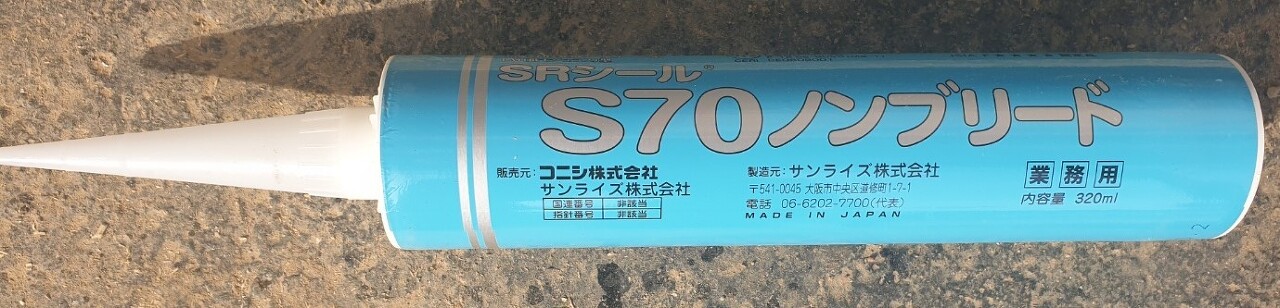 SRシール®
S70ノンブリード
販売元: コニシ株式会社
サンライズ株式会社
国連番号 非該当
指針番号 非該当
製造元: サンライズ株式会社
〒541-0045 大阪市中央区道修町1-7-1
電話 06-6202-7700(代表)
MADE IN JAPAN
業務用
内容量 320ml